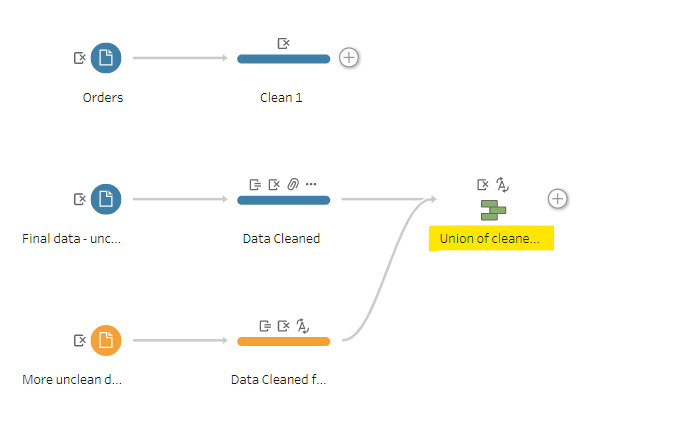 Orders
Clean 1
Final data - unc...
Data Cleaned
Union of cleane...
More unclean d...
Data Cleaned f...